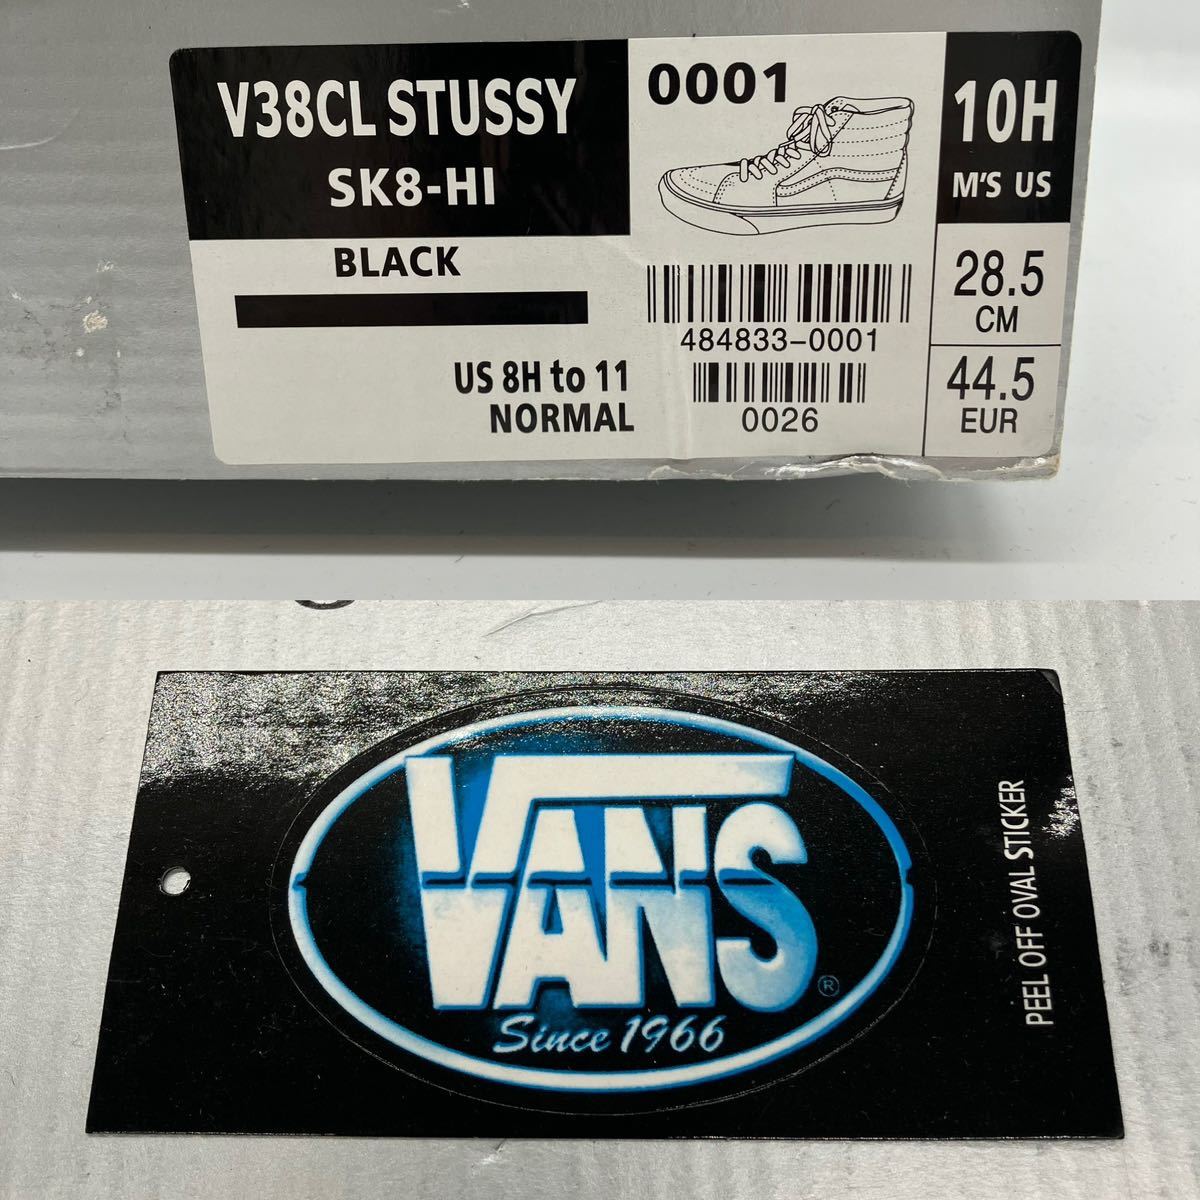 V38CL STUSSY
SK8-HI
BLACK
US 8H to 11
NORMAL
0001
484833-0001
0026
10H
M'S US
28.5
CM
44.5
EUR
VANS
®
Since 1966
PEEL OFF OVAL STICKER